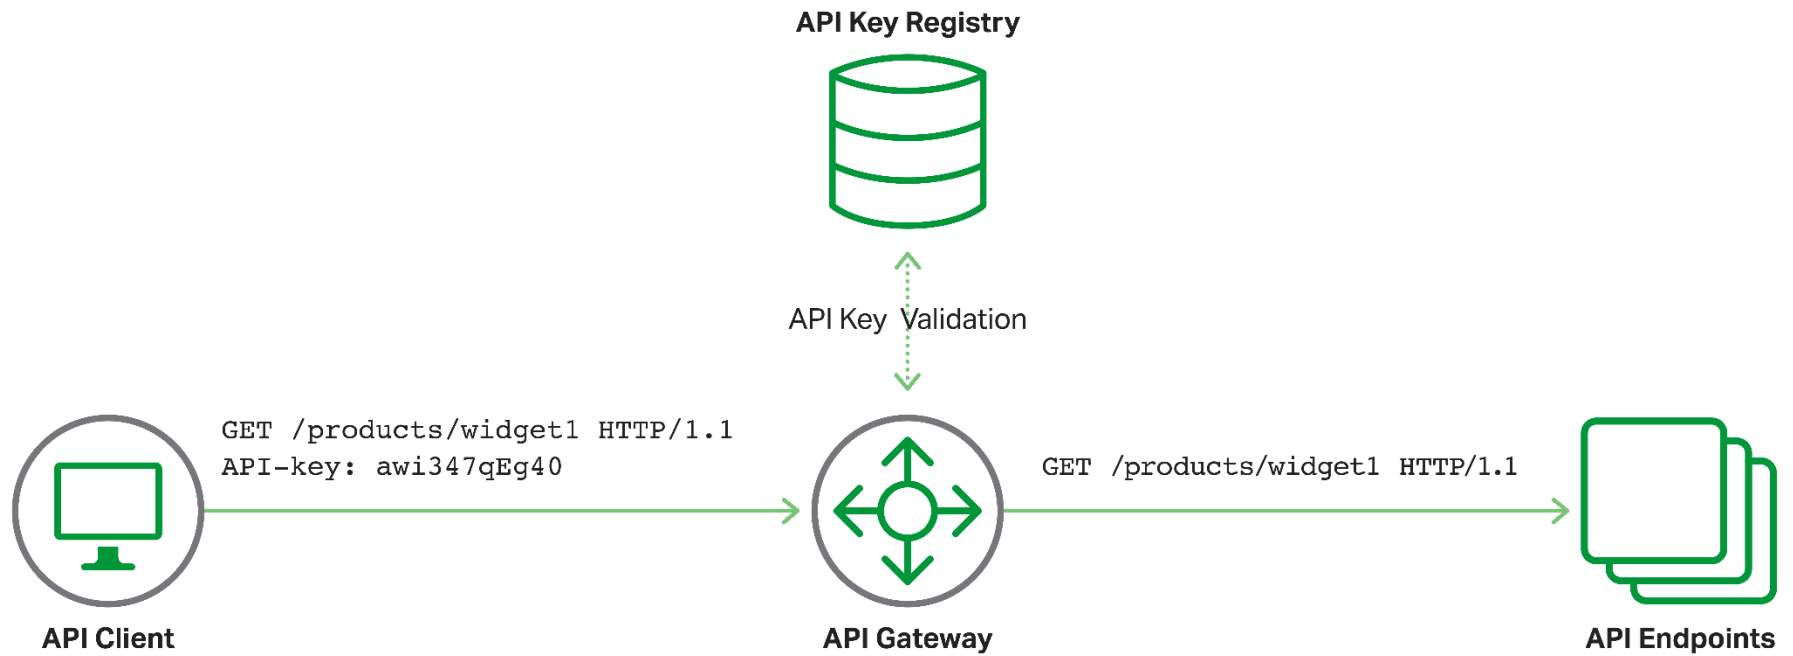 API Key Registry
API Key Validation
GET /products/widget1 HTTP/1.1
API-key: awi347qEg40
GET /products/widget1 HTTP/1.1
API Client
API Gateway
API Endpoints